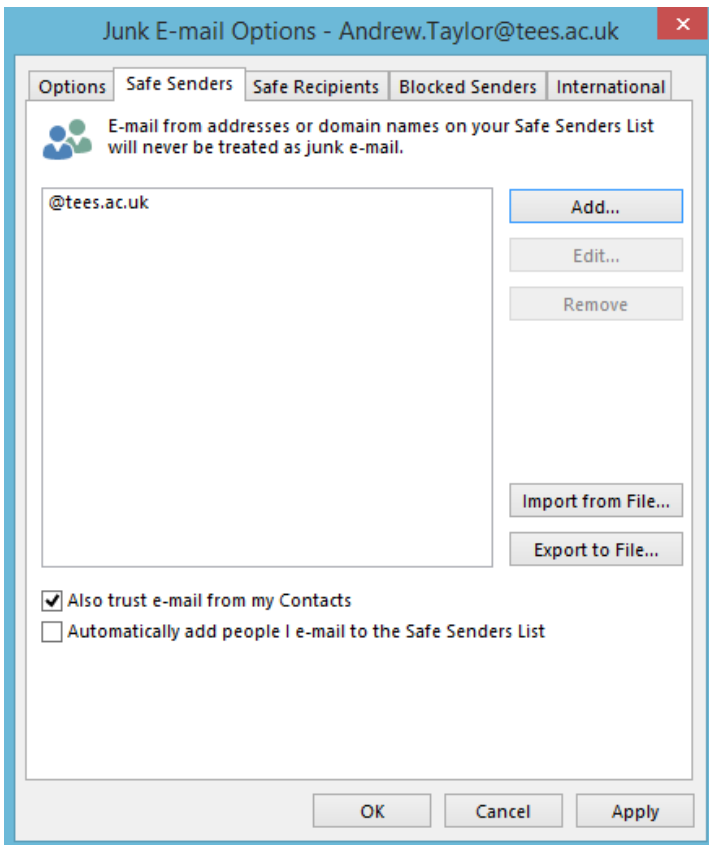 Junk E-mail Options - Andrew.Taylor@tees.ac.uk
Options
Safe Senders
Safe Recipients
Blocked Senders
International
E-mail from addresses or domain names on your Safe Senders List
will never be treated as junk e-mail.
@tees.ac.uk
Add...
Edit...
Remove
Import from File...
Export to File...
Also trust e-mail from my Contacts
Automatically add people I e-mail to the Safe Senders List
OK
Cancel
Apply